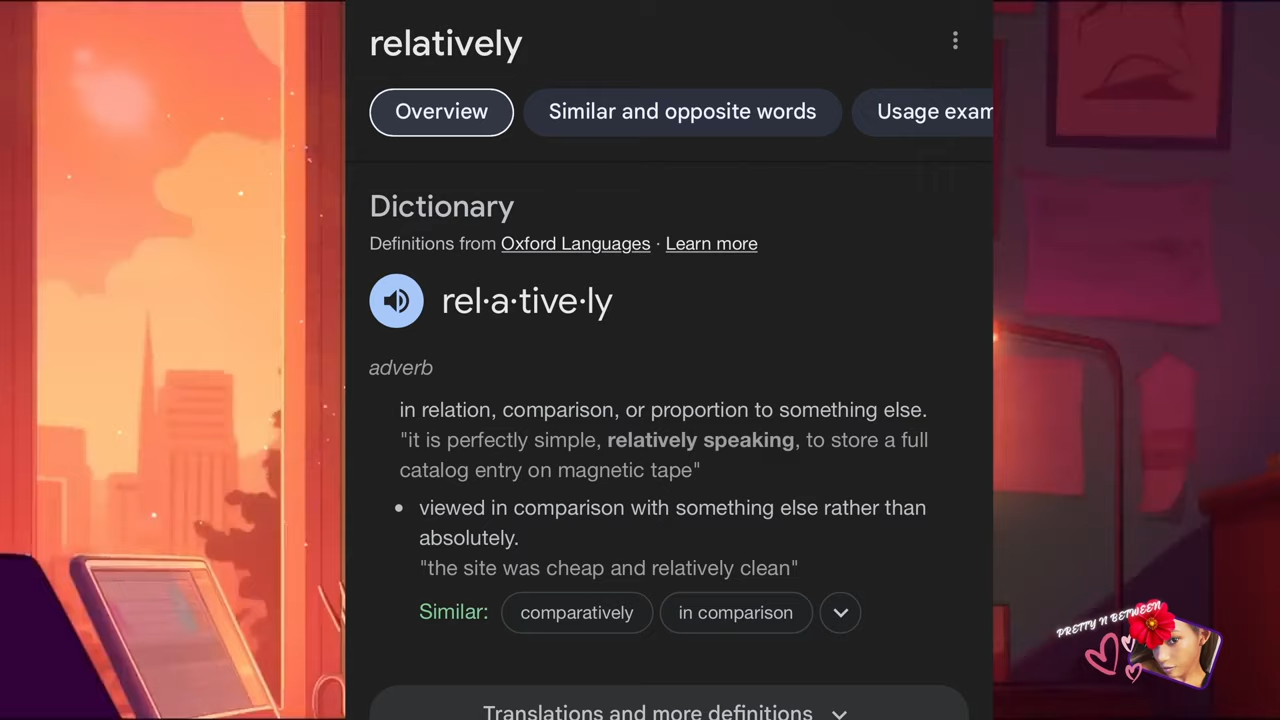 relatively
Overview
Similar and opposite words
Usage exam
Dictionary
Definitions from Oxford Languages · Learn more
rel·a·tive·ly
adverb
in relation, comparison, or proportion to something else.
"it is perfectly simple, relatively speaking, to store a full
catalog entry on magnetic tape"
• viewed in comparison with something else rather than
absolutely.
"the site was cheap and relatively clean"
Similar: comparatively in comparison
Translations and more definitions
PRETTY N BETWEEN